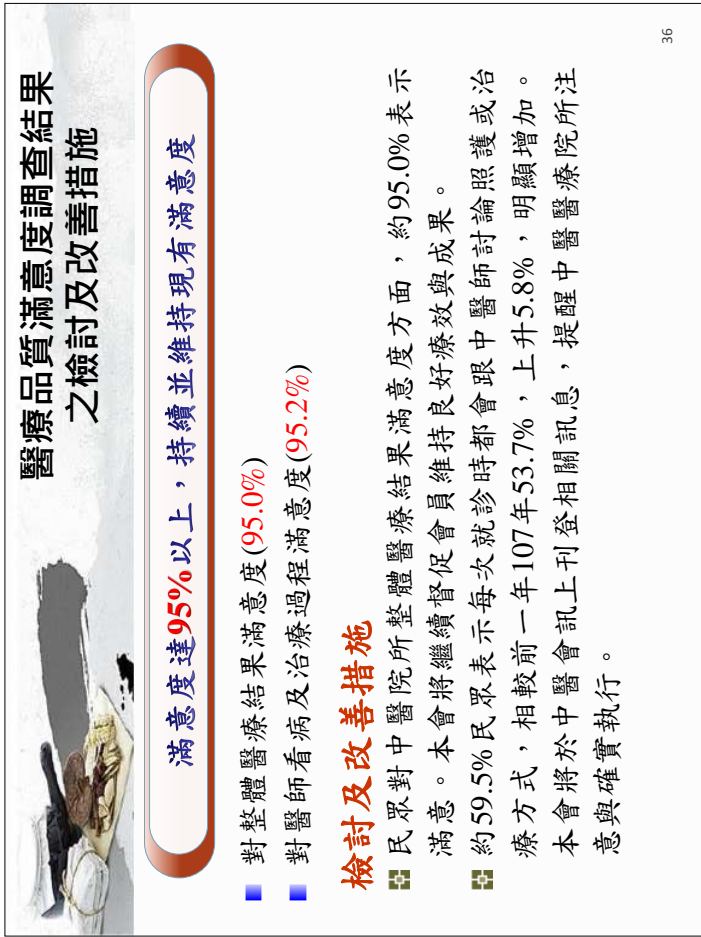 醫療品質滿意度調查結果
之檢討及改善措施
滿意度達95%以上，持續並維持現有滿意度
對整體醫療結果滿意度(95.0%)
對醫師看病及治療過程滿意度(95.2%)
檢討及改善措施
民眾對中醫院所整體醫療結果滿意度方面，約95.0%表示
滿意。本會將繼續督促會員維持良好療效與成果。
約59.5%民眾表示每次就診時都會跟中醫師討論照護或治
療方式，相較前一年107年53.7%，上升5.8%，明顯增加。
本會將於中醫會訊上刊登相關訊息，提醒中醫醫療院所注
意與確實執行。
36